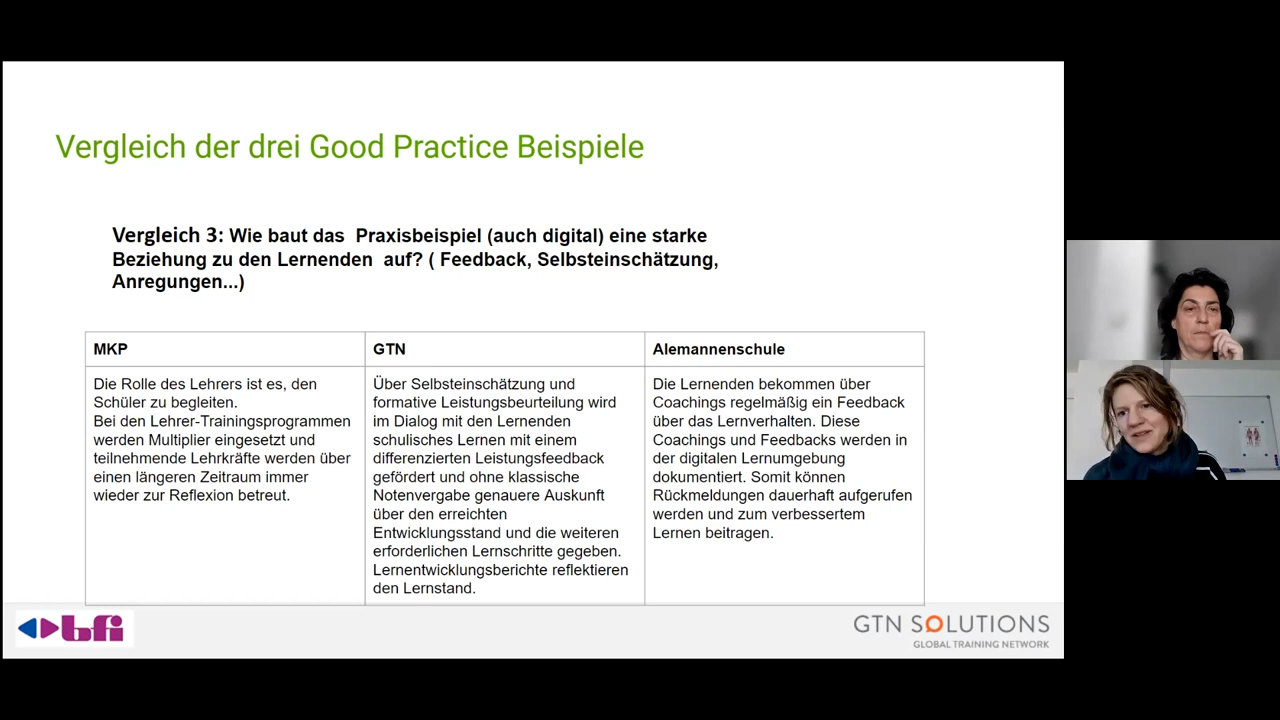 Vergleich der drei Good Practice Beispiele
Vergleich 3: Wie baut das Praxisbeispiel (auch digital) eine starke
Beziehung zu den Lernenden auf? ( Feedback, Selbsteinschätzung,
Anregungen...)
MKP
Die Rolle des Lehrers ist es, den
Schüler zu begleiten.
Bei den Lehrer-Trainingsprogrammen
werden Multiplier eingesetzt und
teilnehmende Lehrkräfte werden über
einen längeren Zeitraum immer
wieder zur Reflexion betreut.
GTN
Über Selbsteinschätzung und
formative Leistungsbeurteilung wird
im Dialog mit den Lernenden
schulisches Lernen mit einem
differenzierten Leistungsfeedback
gefördert und ohne klassische
Notenvergabe genauere Auskunft
über den erreichten
Entwicklungsstand und die weiteren
erforderlichen Lernschritte gegeben.
Lernentwicklungsberichte reflektieren
den Lernstand.
Alemannenschule
Die Lernenden bekommen über
Coachings regelmäßig ein Feedback
über das Lernverhalten. Diese
Coachings und Feedbacks werden in
der digitalen Lernumgebung
dokumentiert. Somit können
Rückmeldungen dauerhaft aufgerufen
werden und zum verbessertem
Lernen beitragen.
bfi
GTN SOLUTIONS
GLOBAL TRAINING NETWORK